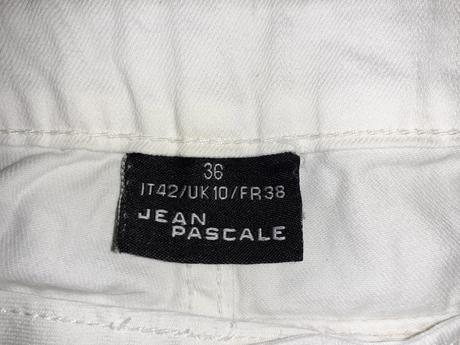 36
IT42/UK10/FR38
JEAN
PASCALE